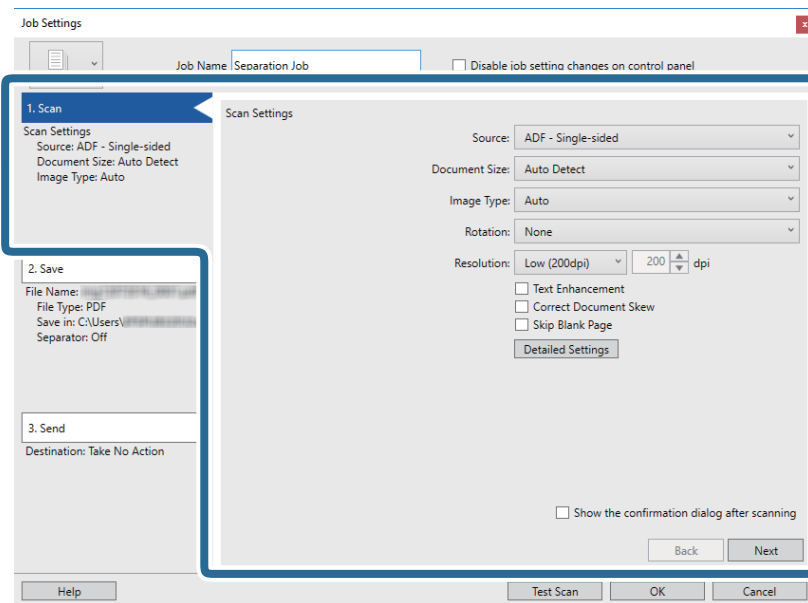 Job Settings
x
Job Name Separation Job Disable job setting changes on control panel
1. Scan
Scan Settings
Source: ADF - Single-sided
Document Size: Auto Detect
Image Type: Auto
2. Save
File Name:
File Type: PDF
Save in: C:\Users\
Separator: Off
3. Send
Destination: Take No Action
Scan Settings
Source: ADF - Single-sided
Document Size: Auto Detect
Image Type: Auto
Rotation: None
Resolution: Low (200dpi) 200 dpi
Text Enhancement
Correct Document Skew
Skip Blank Page
Detailed Settings
Show the confirmation dialog after scanning
Back Next
Help Test Scan OK Cancel